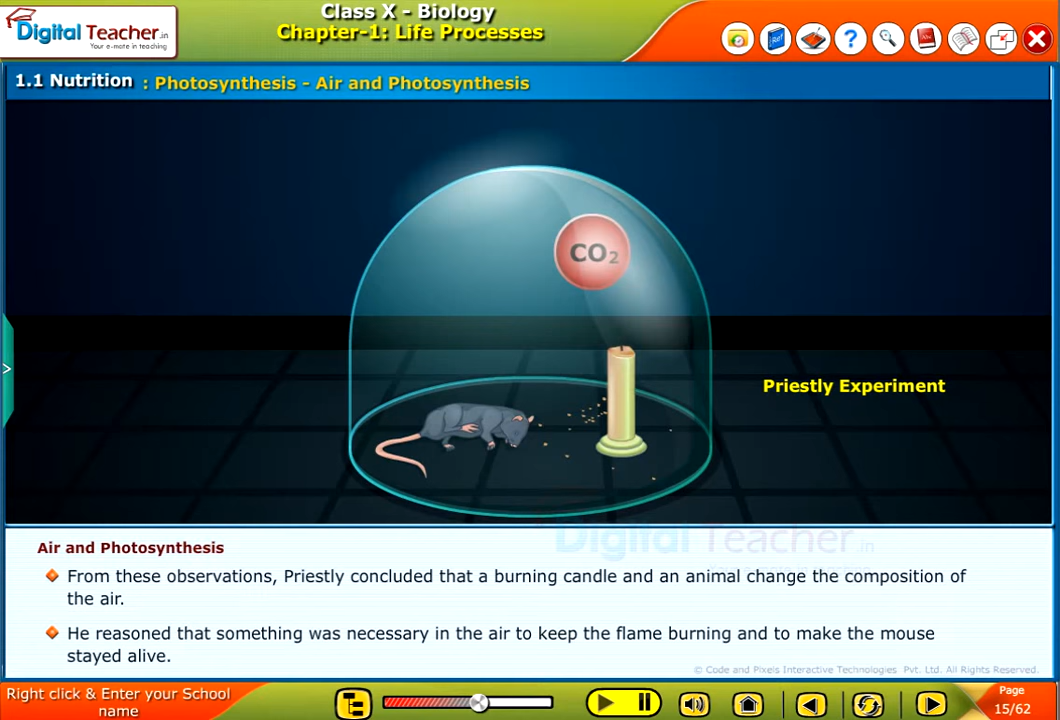 Digital Teacher.in
Your e-mate in teaching
Class X - Biology
Chapter-1: Life Processes
Ref
?
Abc
1.1 Nutrition : Photosynthesis - Air and Photosynthesis
CO₂
>
Priestly Experiment
Digital Teacher.in
Air and Photosynthesis
From these observations, Priestly concluded that a burning candle and an animal change the composition of
the air.
He reasoned that something was necessary in the air to keep the flame burning and to make the mouse
stayed alive.
© Code and Pixels Interactive Technologies Pvt. Ltd. All Rights Reserved.
Right click & Enter your School
name
Page
15/62